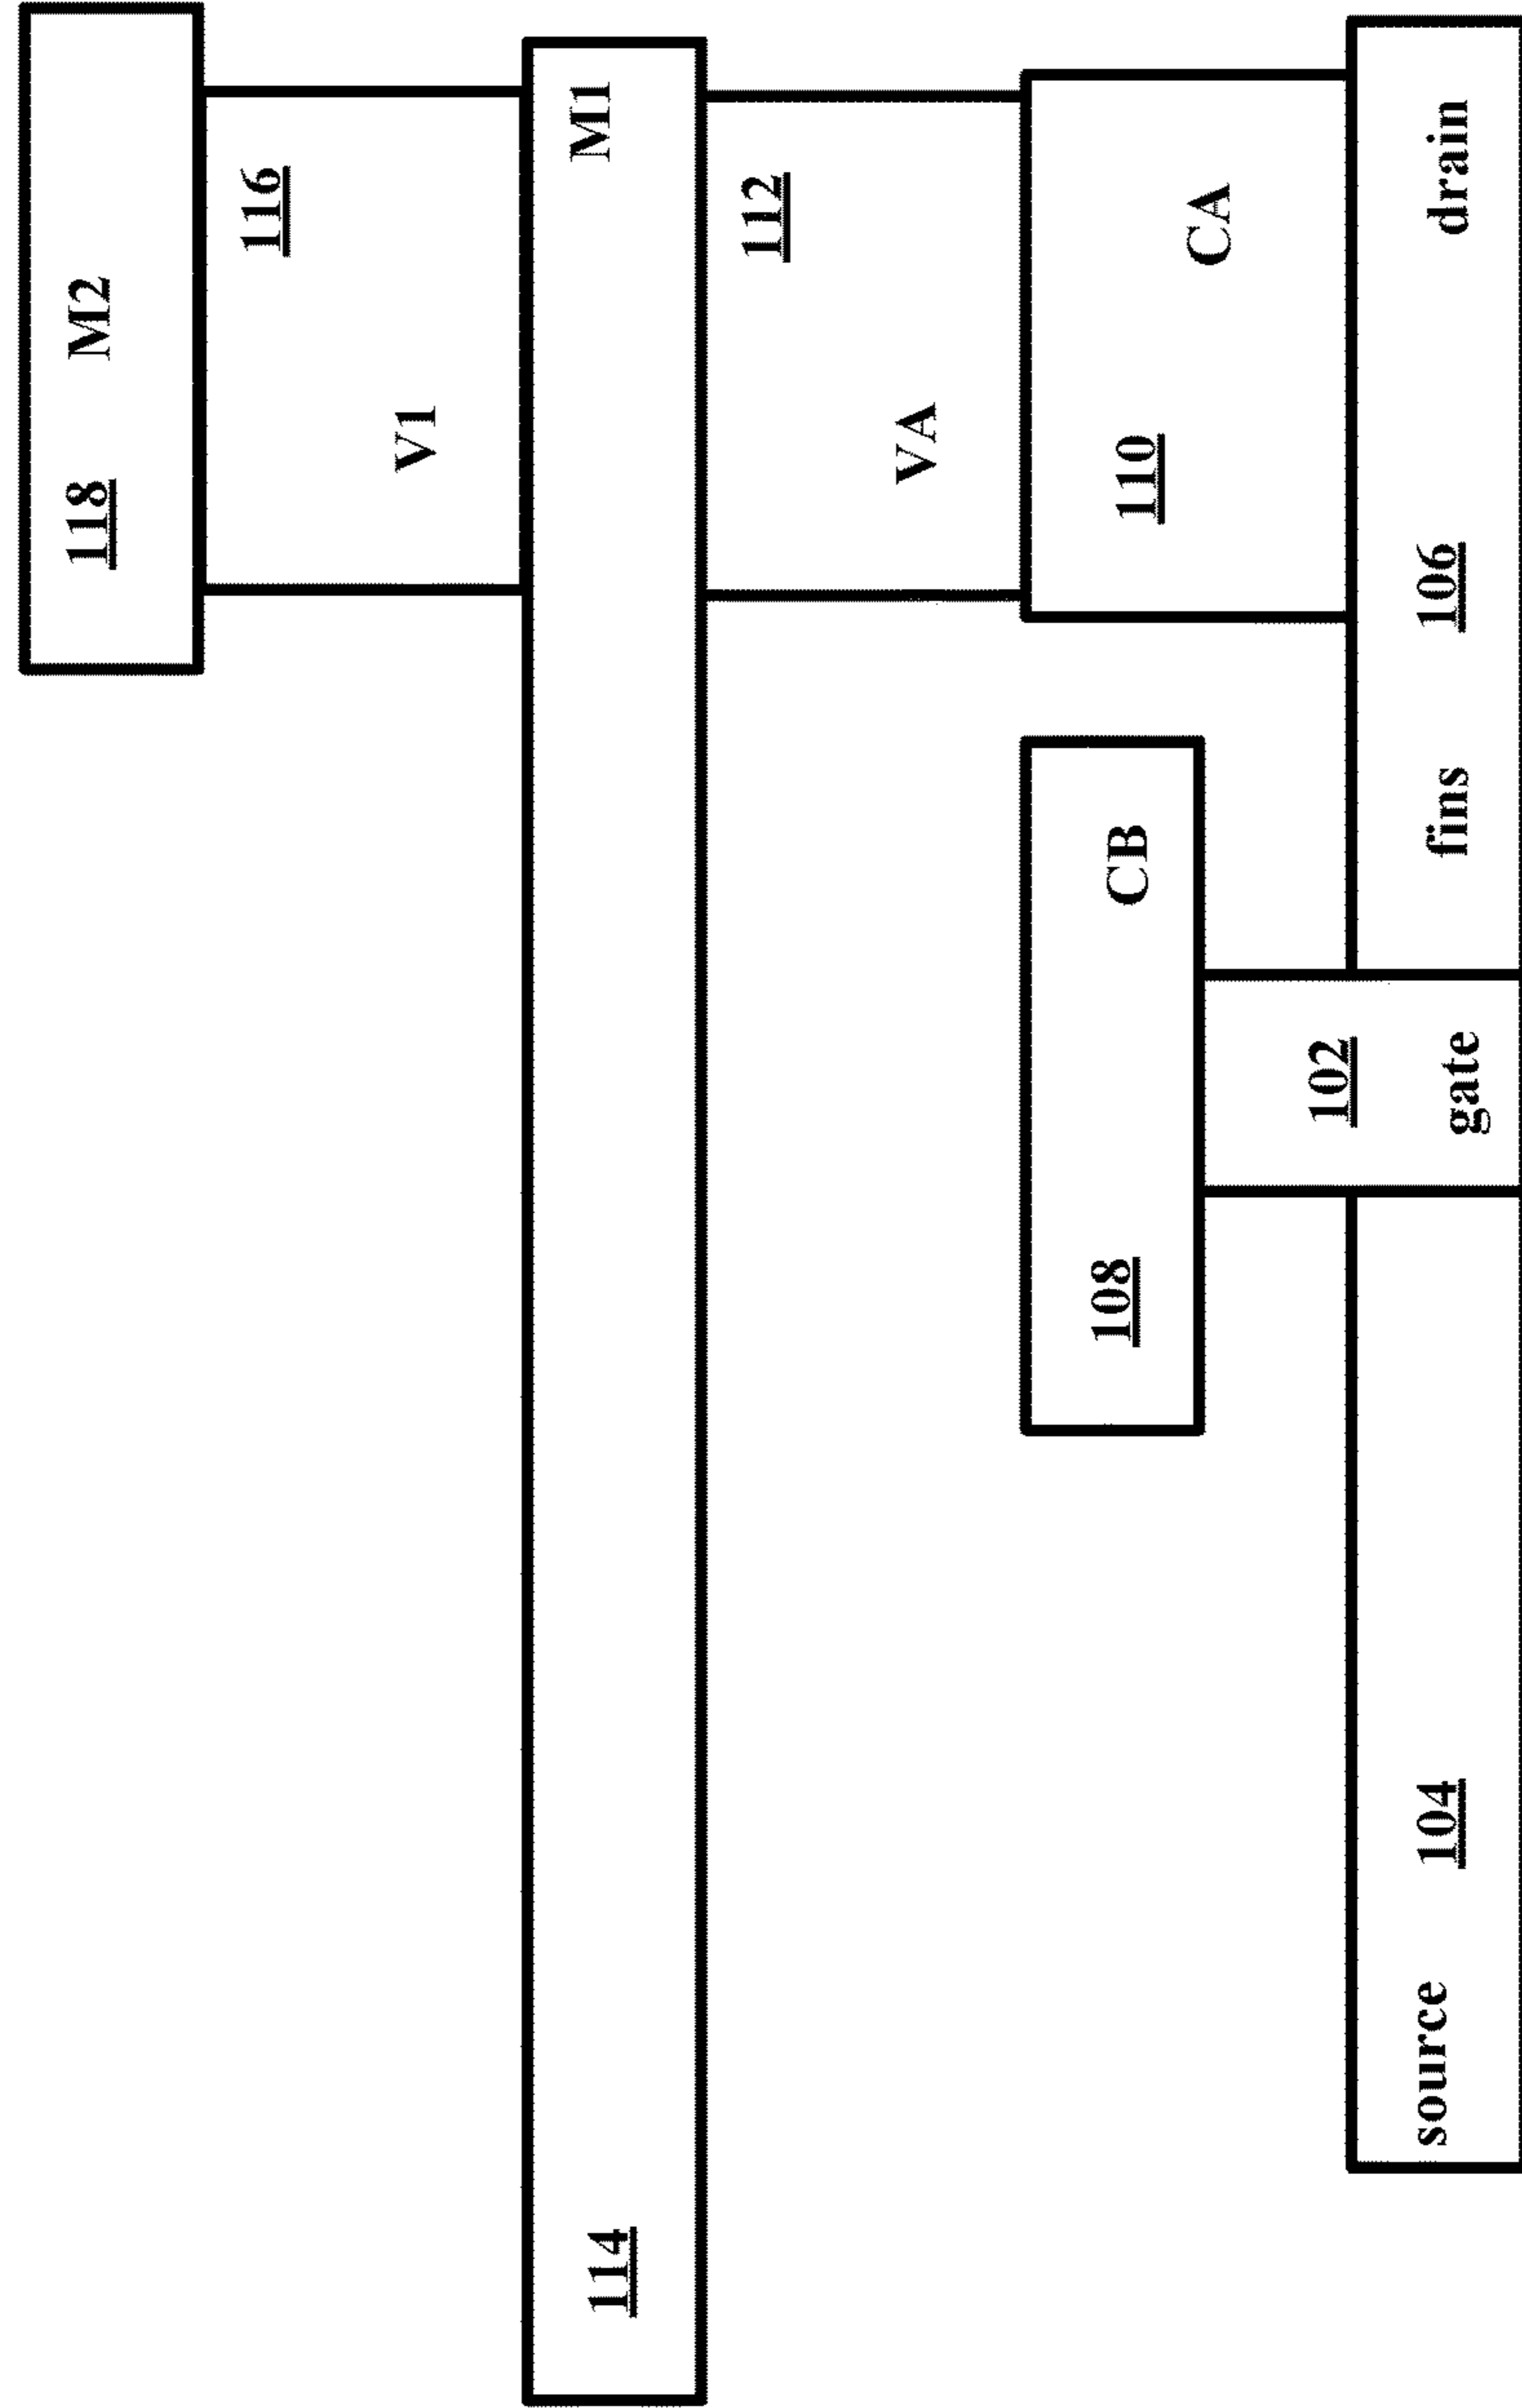 118 M2
116
V1
114 M1
112
VA
108 CB
110
CA
102
source 104 gate fins 106 drain